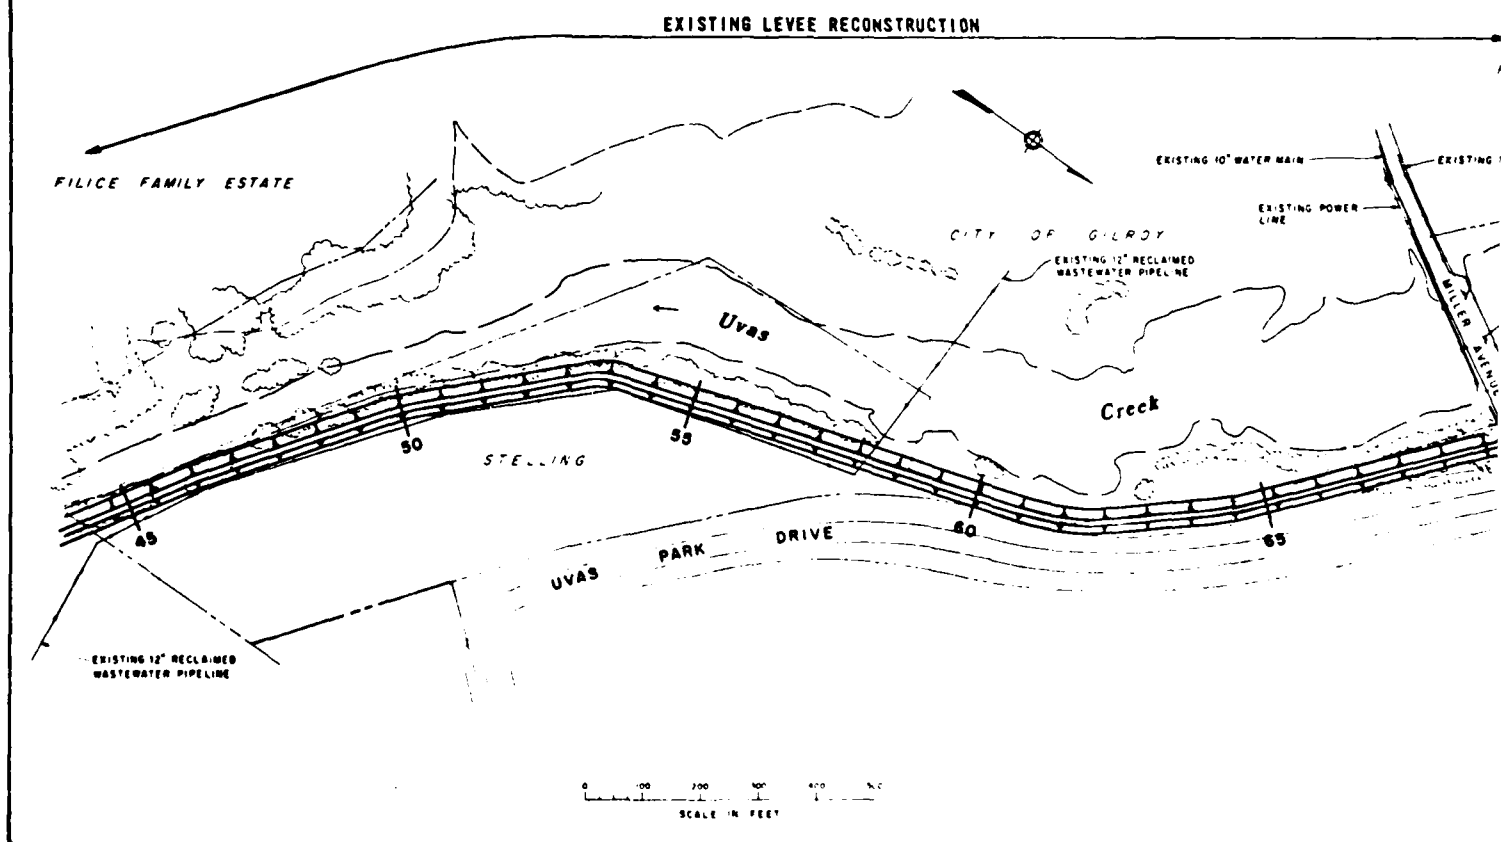 EXISTING LEVEE RECONSTRUCTION
FILICE FAMILY ESTATE
EXISTING 10" WATER MAIN
EXISTING
EXISTING POWER
LINE
CITY OF GILROY
EXISTING 12" RECLAIMED
WASTEWATER PIPELINE
MILLER AVENUE
Uvas
Creek
50
55
STELLING
45
60
65
UVAS PARK DRIVE
EXISTING 12" RECLAIMED
WASTEWATER PIPELINE
0 100 200 300 400 500
SCALE IN FEET